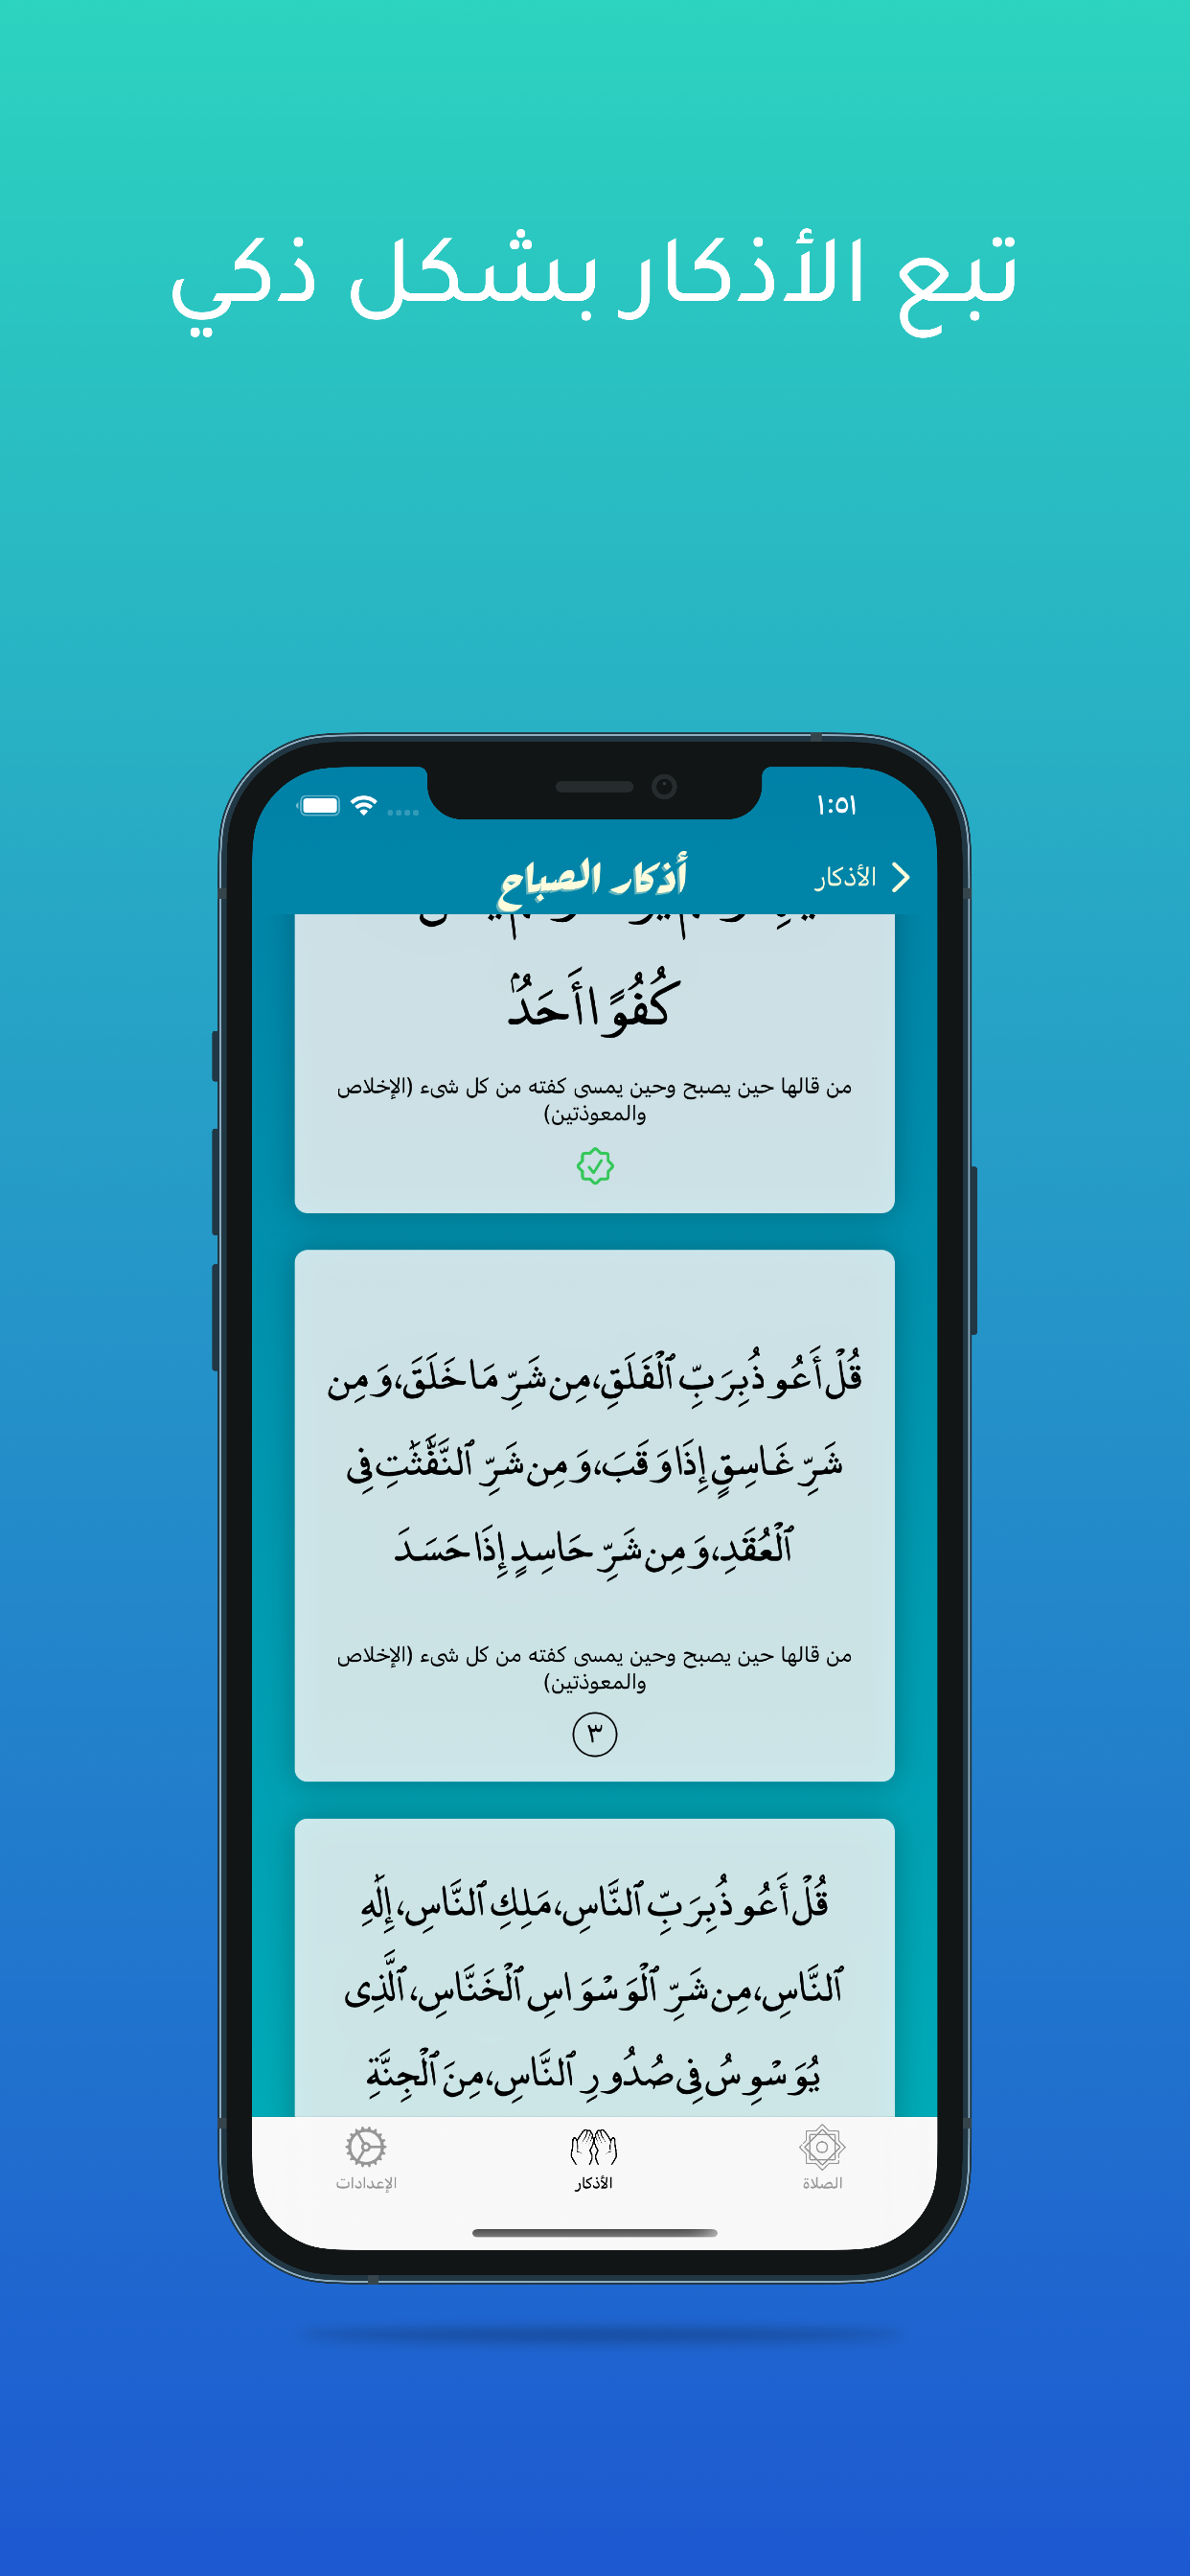 تبع الأذكار بشكل ذكي
١:٥١
الأذكار
أذكار الصباح
كُفُوًا أَحَدٌۢ
من قالها حين يصبح وحين يمسى كفته من كل شىء (الإخلاص
والمعوذتين)
قُلْ أَعُوذُ بِرَبِّ ٱلْفَلَقِ، مِن شَرِّ مَا خَلَقَ، وَمِن
شَرِّ غَاسِقٍ إِذَا وَقَبَ، وَمِن شَرِّ ٱلنَّفَّٰثَٰتِ فِى
ٱلْعُقَدِ، وَمِن شَرِّ حَاسِدٍ إِذَا حَسَدَ
من قالها حين يصبح وحين يمسى كفته من كل شىء (الإخلاص
والمعوذتين)
٣
قُلْ أَعُوذُ بِرَبِّ ٱلنَّاسِ، مَلِكِ ٱلنَّاسِ، إِلَٰهِ
ٱلنَّاسِ، مِن شَرِّ ٱلْوَسْوَاسِ ٱلْخَنَّاسِ، ٱلَّذِى
يُوَسْوِسُ فِى صُدُورِ ٱلنَّاسِ، مِنَ ٱلْجِنَّةِ
الصلاة
الأذكار
الإعدادات